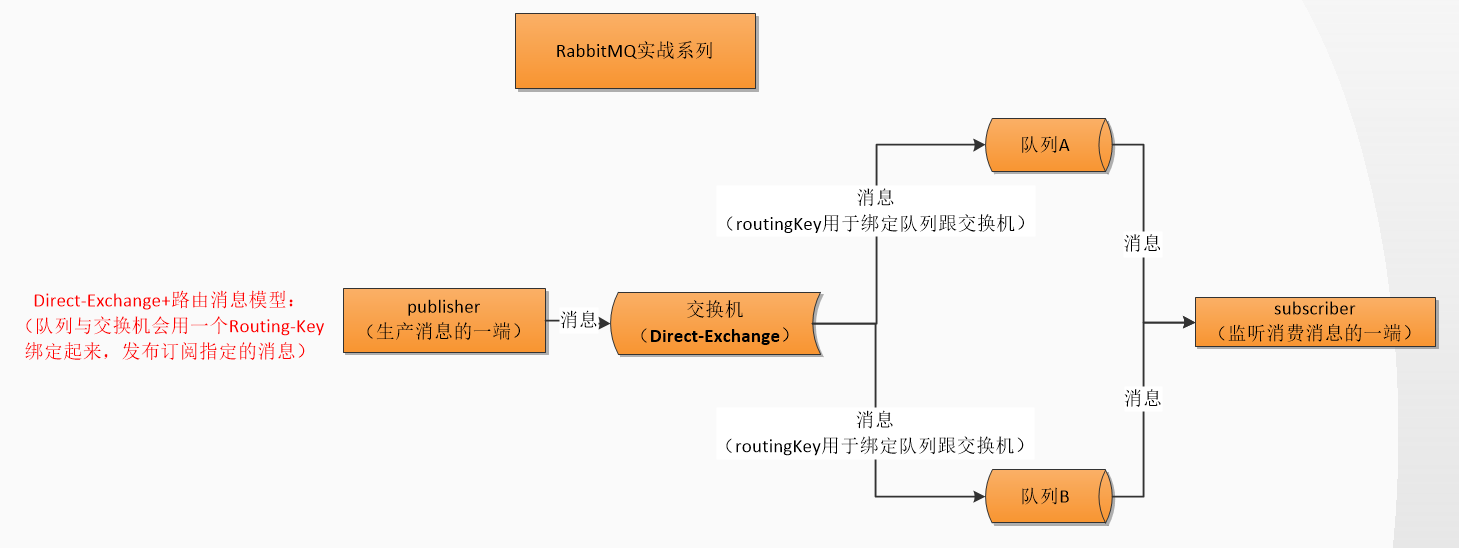 RabbitMQ实战系列
队列A
消息
（routingKey用于绑定队列跟交换机）
消息
Direct-Exchange+路由消息模型：
（队列与交换机会用一个Routing-Key
绑定起来，发布订阅指定的消息）
publisher
（生产消息的一端）
消息
交换机
（Direct-Exchange）
subscriber
（监听消费消息的一端）
消息
消息
（routingKey用于绑定队列跟交换机）
队列B